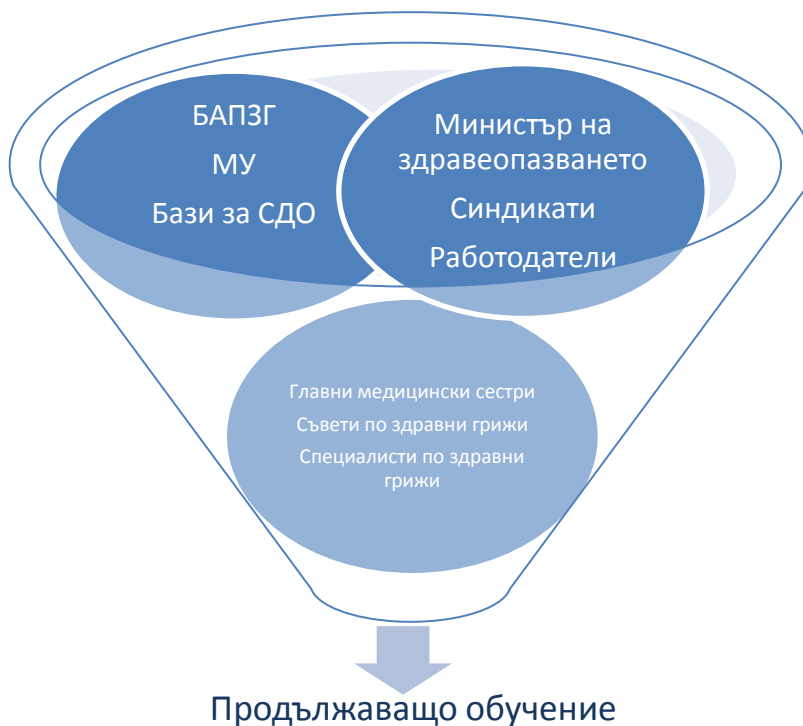 БАПЗГ
МУ
Бази за СДО
Министър на
здравеопазването
Синдикати
Работодатели
Главни медицински сестри
Съвети по здравни грижи
Специалисти по здравни
грижи
Продължаващо обучение